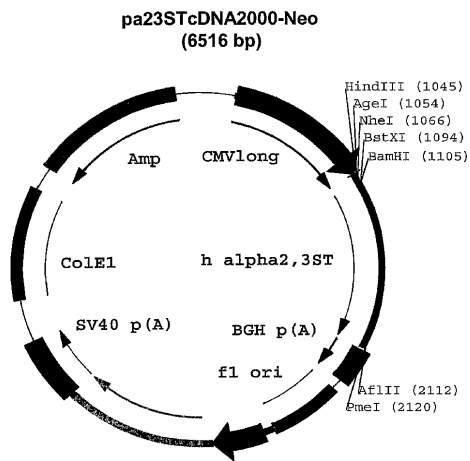 pa23STcDNA2000-Neo
(6516 bp)
HindIII (1045)
AgeI (1054)
NheI (1066)
BstXI (1094)
BamHI (1105)
Amp
CMVlong
ColE1
h alpha2,3ST
SV40 p(A)
BGH p(A)
f1 ori
AflII (2112)
PmeI (2120)